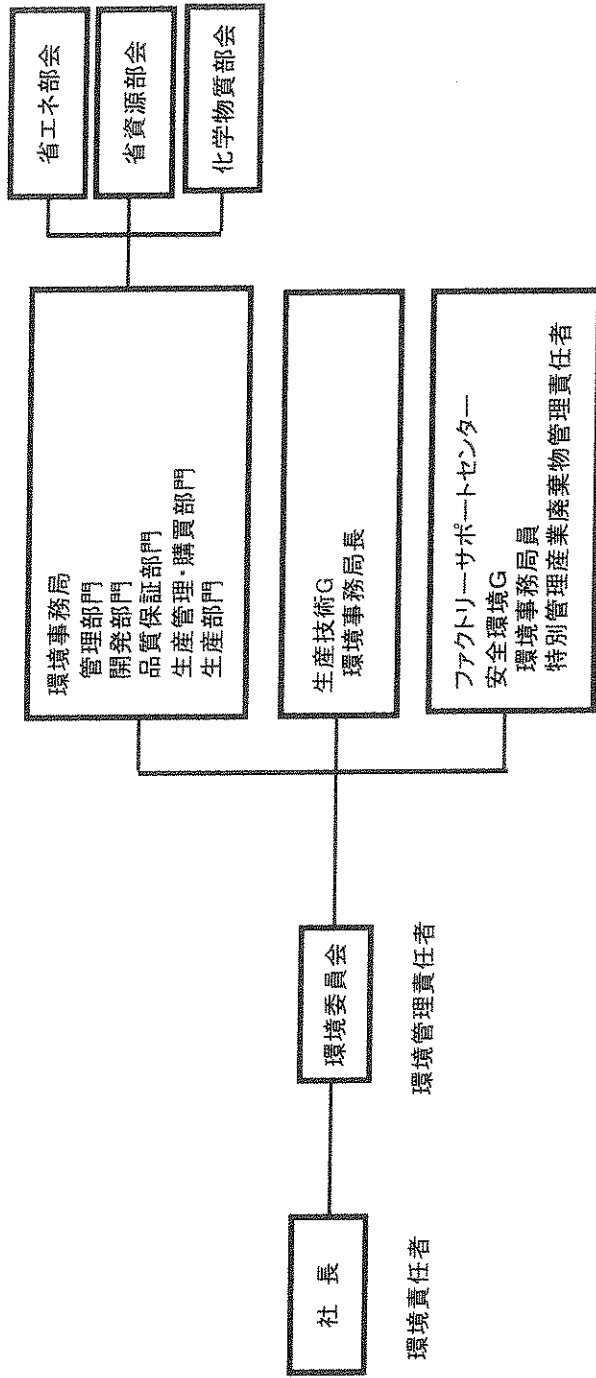 社 長
環境責任者
環境委員会
環境管理責任者
環境事務局
管理部門
開発部門
品質保証部門
生産管理・購買部門
生産部門
生産技術G
環境事務局長
ファクトリーサポートセンター
安全環境G
環境事務局員
特別管理産業廃棄物管理責任者
省エネ部会
省資源部会
化学物質部会